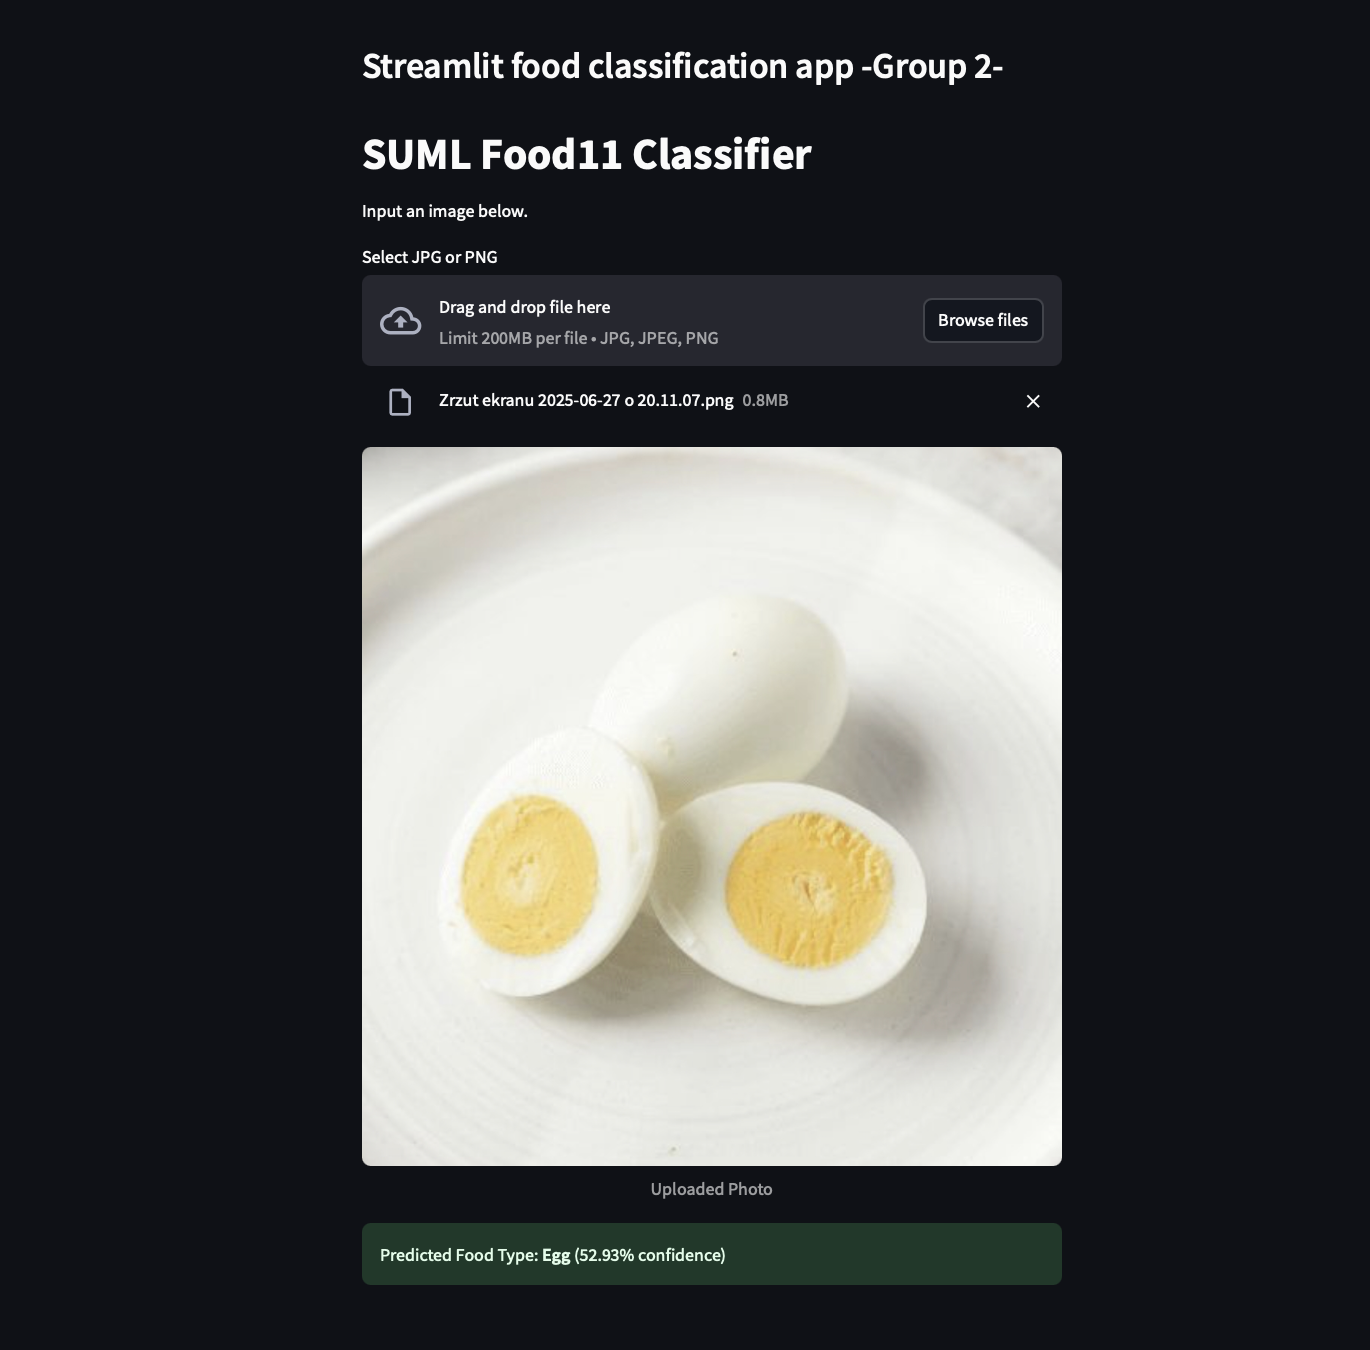 Streamlit food classification app -Group 2-
SUML Food11 Classifier
Input an image below.
Select JPG or PNG
Drag and drop file here
Limit 200MB per file • JPG, JPEG, PNG
Browse files
Zrzut ekranu 2025-06-27 o 20.11.07.png 0.8MB
Uploaded Photo
Predicted Food Type: Egg (52.93% confidence)